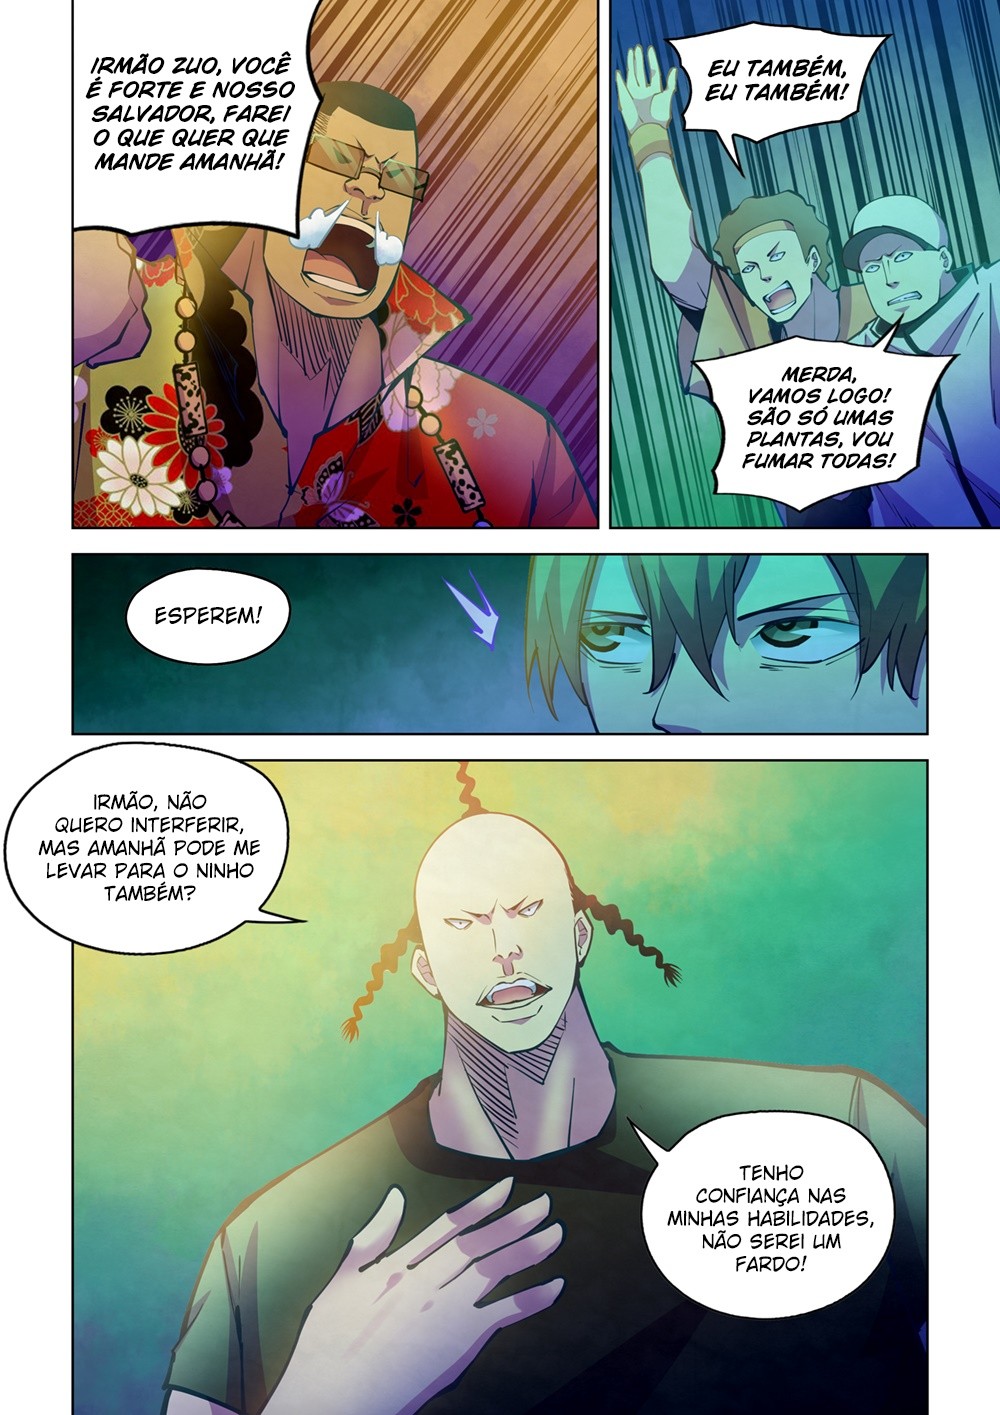 IRMÃO ZUO, VOCÊ
É FORTE E NOSSO
SALVADOR, FAREI
O QUE QUER QUE
MANDE AMANHÃ!
EU TAMBÉM,
EU TAMBÉM!
MERDA,
VAMOS LOGO!
SÃO SÓ UMAS
PLANTAS, VOU
FUMAR TODAS!
ESPEREM!
IRMÃO, NÃO
QUERO INTERFERIR,
MAS AMANHÃ PODE ME
LEVAR PARA O NINHO
TAMBÉM?
TENHO
CONFIANÇA NAS
MINHAS HABILIDADES,
NÃO SEREI UM
FARDO!